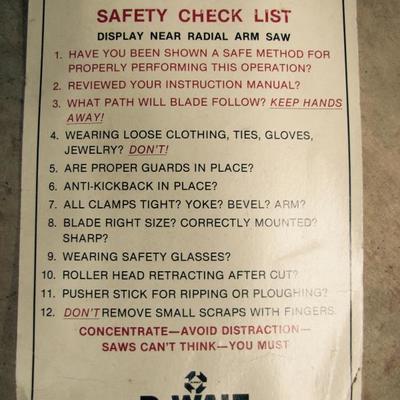 SAFETY CHECK LIST
DISPLAY NEAR RADIAL ARM SAW
1. HAVE YOU BEEN SHOWN A SAFE METHOD FOR
PROPERLY PERFORMING THIS OPERATION?
2. REVIEWED YOUR INSTRUCTION MANUAL?
3. WHAT PATH WILL BLADE FOLLOW? KEEP HANDS
AWAY!
4. WEARING LOOSE CLOTHING, TIES, GLOVES,
JEWELRY? DON'T!
5. ARE PROPER GUARDS IN PLACE?
6. ANTI-KICKBACK IN PLACE?
7. ALL CLAMPS TIGHT? YOKE? BEVEL? ARM?
8. BLADE RIGHT SIZE? CORRECTLY MOUNTED?
SHARP?
9. WEARING SAFETY GLASSES?
10. ROLLER HEAD RETRACTING AFTER CUT?
11. PUSHER STICK FOR RIPPING OR PLOUGHING?
12. DON'T REMOVE SMALL SCRAPS WITH FINGERS.
CONCENTRATE—AVOID DISTRACTION—
SAWS CAN'T THINK—YOU MUST